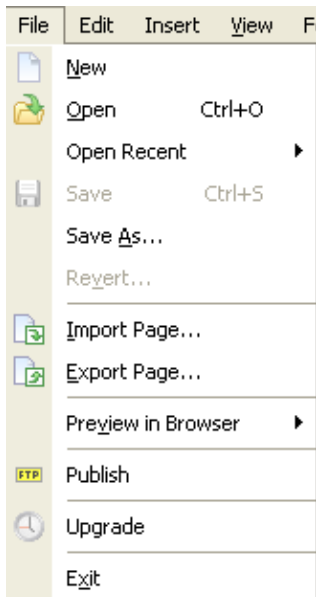 File Edit Insert View F
New
Open Ctrl+O
Open Recent
Save Ctrl+S
Save As...
Revert...
Import Page...
Export Page...
Preview in Browser
FTP Publish
Upgrade
Exit